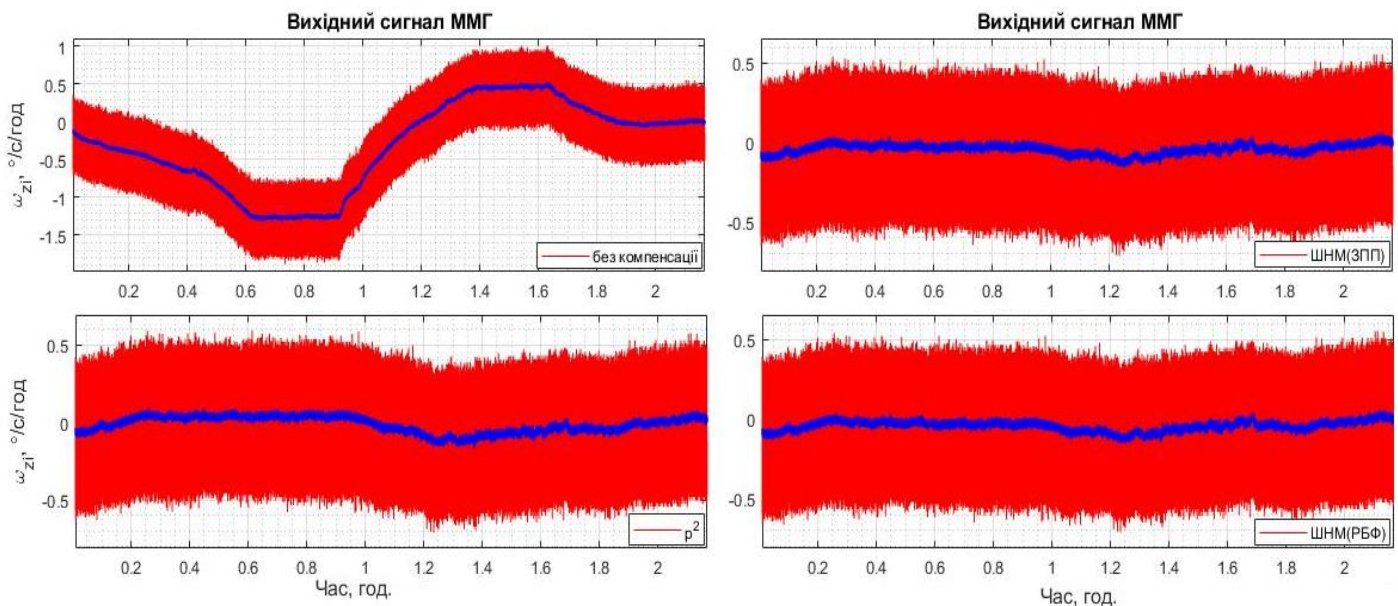 Вихідний сигнал ММГ
1
0.5
0
-0.5
-1
-1.5
ω_zi, °/с/год
без компенсації
0.2 0.4 0.6 0.8 1 1.2 1.4 1.6 1.8 2
Вихідний сигнал ММГ
0.5
0
-0.5
ШНМ(ЗПП)
0.2 0.4 0.6 0.8 1 1.2 1.4 1.6 1.8 2
0.5
0
-0.5
ω_zi, °/с/год
p²
0.2 0.4 0.6 0.8 1 1.2 1.4 1.6 1.8 2
Час, год.
0.5
0
-0.5
ШНМ(РБФ)
0.2 0.4 0.6 0.8 1 1.2 1.4 1.6 1.8 2
Час, год.